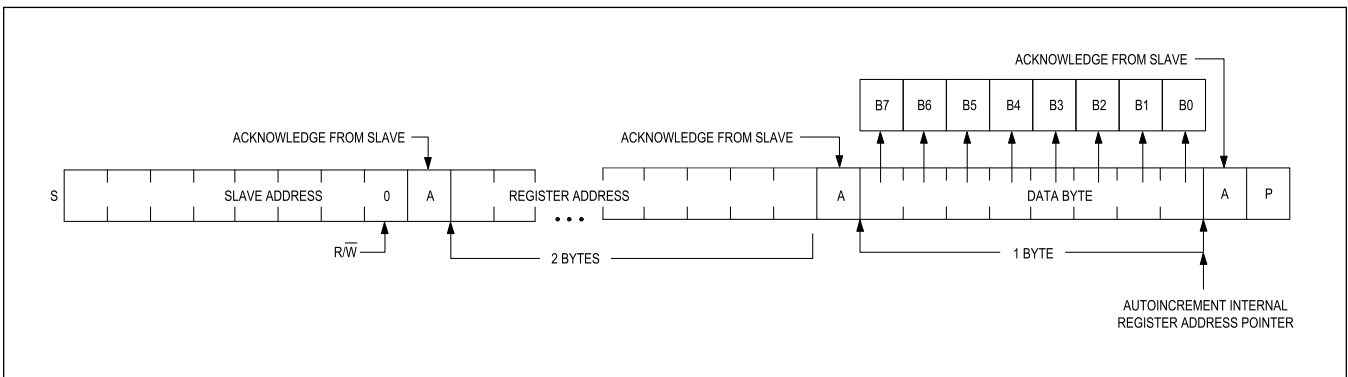 ACKNOWLEDGE FROM SLAVE
B7 B6 B5 B4 B3 B2 B1 B0
ACKNOWLEDGE FROM SLAVE
ACKNOWLEDGE FROM SLAVE
S SLAVE ADDRESS 0 A REGISTER ADDRESS A DATA BYTE A P
R/W̅
2 BYTES
1 BYTE
AUTOINCREMENT INTERNAL
REGISTER ADDRESS POINTER